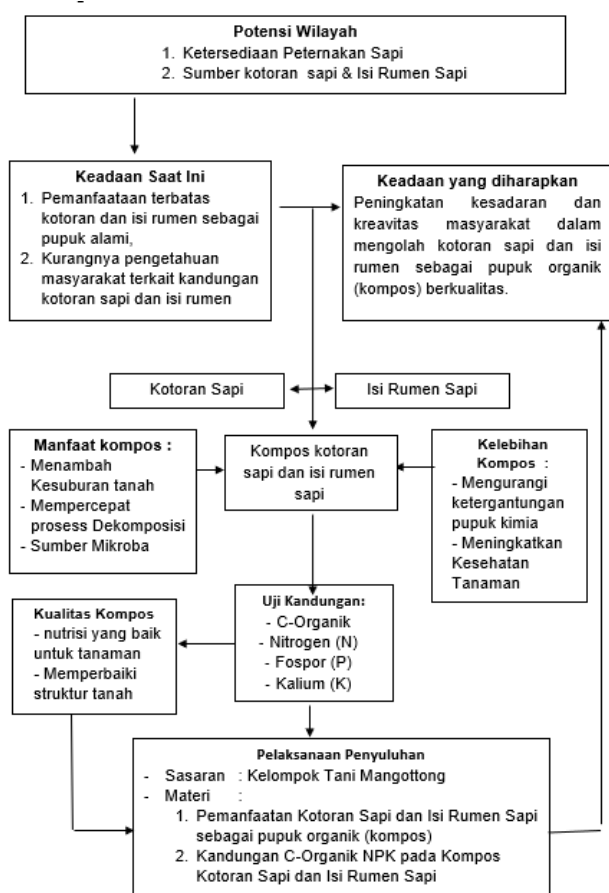 Potensi Wilayah
1. Ketersediaan Peternakan Sapi
2. Sumber kotoran sapi & Isi Rumen Sapi
Keadaan Saat Ini
1. Pemanfaataan terbatas
kotoran dan isi rumen sebagai
pupuk alami,
2. Kurangnya pengetahuan
masyarakat terkait kandungan
kotoran sapi dan isi rumen
Keadaan yang diharapkan
Peningkatan kesadaran dan
kreavitas masyarakat dalam
mengolah kotoran sapi dan isi
rumen sebagai pupuk organik
(kompos) berkualitas.
Kotoran Sapi
Isi Rumen Sapi
Manfaat kompos :
- Menambah
Kesuburan tanah
- Mempercepat
prosess Dekomposisi
- Sumber Mikroba
Kompos kotoran
sapi dan isi rumen
sapi
Kelebihan
Kompos :
- Mengurangi
ketergantungan
pupuk kimia
- Meningkatkan
Kesehatan
Tanaman
Kualitas Kompos
- nutrisi yang baik
untuk tanaman
- Memperbaiki
struktur tanah
Uji Kandungan:
- C-Organik
- Nitrogen (N)
- Fospor (P)
- Kalium (K)
Pelaksanaan Penyuluhan
- Sasaran : Kelompok Tani Mangottong
- Materi :
1. Pemanfaatan Kotoran Sapi dan Isi Rumen Sapi
sebagai pupuk organik (kompos)
2. Kandungan C-Organik NPK pada Kompos
Kotoran Sapi dan Isi Rumen Sapi